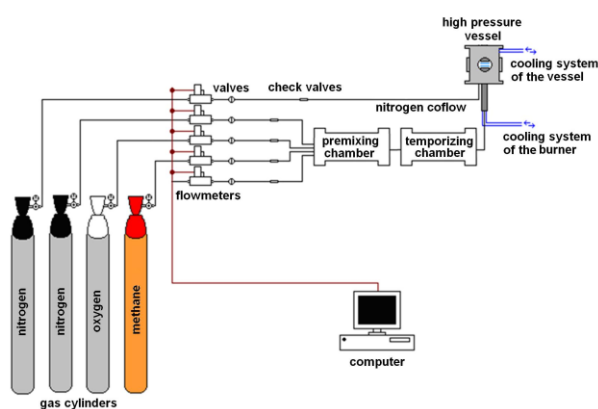 high pressure
vessel
cooling system
of the vessel
valves
check valves
nitrogen coflow
premixing
chamber
temporizing
chamber
cooling system
of the burner
flowmeters
nitrogen
nitrogen
oxygen
methane
computer
gas cylinders